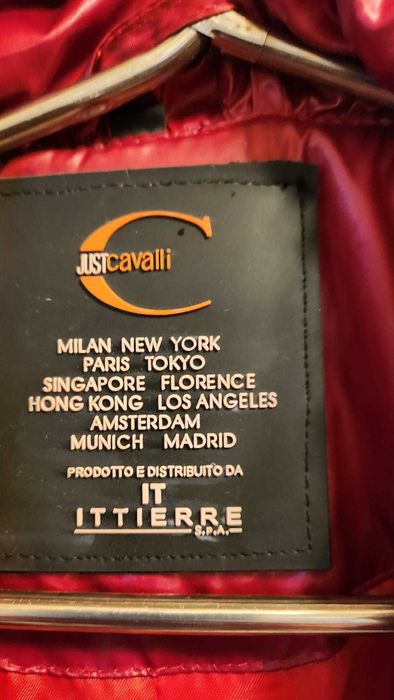 JUSTcavalli
MILAN NEW YORK
PARIS TOKYO
SINGAPORE FLORENCE
HONG KONG LOS ANGELES
AMSTERDAM
MUNICH MADRID
PRODOTTO E DISTRIBUITO DA
IT
ITTIERRE
S.P.A.